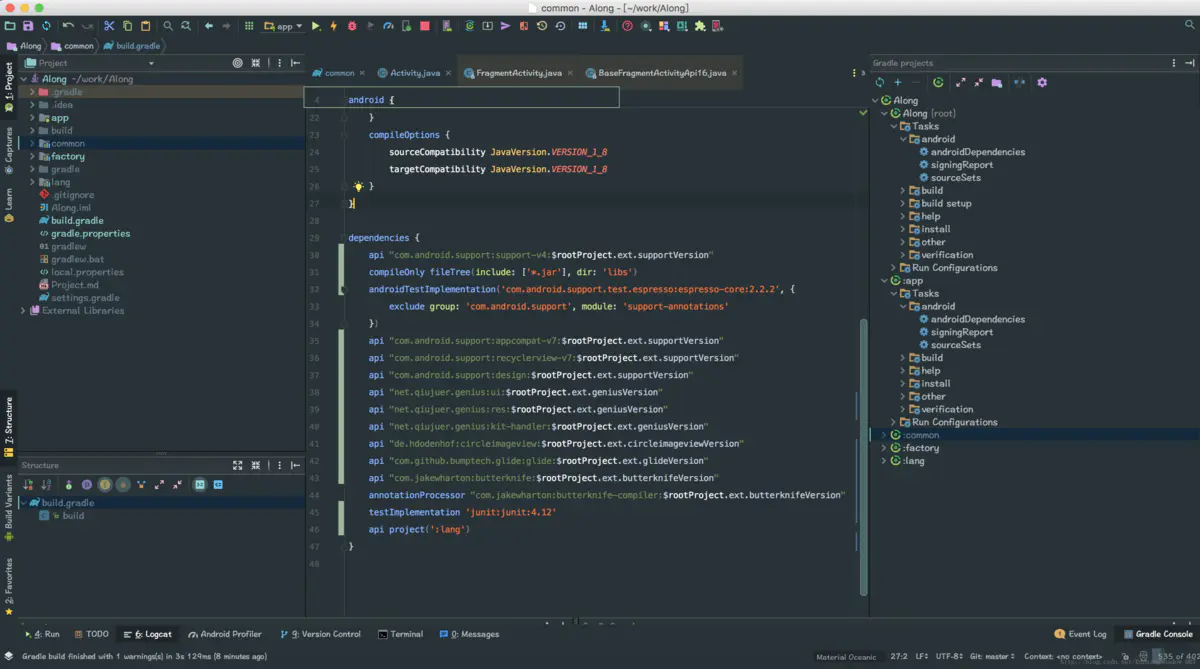 common - Along - [~/work/Along]
app
Along
common
build.gradle
Project
Along ~/work/Along
.gradle
.idea
app
build
common
factory
gradle
lang
.gitignore
Along.iml
build.gradle
gradle.properties
gradlew
gradlew.bat
local.properties
Project.md
settings.gradle
External Libraries
1: Project
Captures
Learn
Z: Structure
Build Variants
2: Favorites
Structure
build.gradle
build
common
Activity.java
FragmentActivity.java
BaseFragmentActivityApi16.java
4 android {
22 }
23 compileOptions {
24 sourceCompatibility JavaVersion.VERSION_1_8
25 targetCompatibility JavaVersion.VERSION_1_8
26 }
27 }
28
29 dependencies {
30 api "com.android.support:support-v4:$rootProject.ext.supportVersion"
31 compileOnly fileTree(include: ['*.jar'], dir: 'libs')
32 androidTestImplementation('com.android.support.test.espresso:espresso-core:2.2.2', {
33 exclude group: 'com.android.support', module: 'support-annotations'
34 })
35 api "com.android.support:appcompat-v7:$rootProject.ext.supportVersion"
36 api "com.android.support:recyclerview-v7:$rootProject.ext.supportVersion"
37 api "com.android.support:design:$rootProject.ext.supportVersion"
38 api "net.qiujuer.genius:ui:$rootProject.ext.geniusVersion"
39 api "net.qiujuer.genius:res:$rootProject.ext.geniusVersion"
40 api "net.qiujuer.genius:kit-handler:$rootProject.ext.geniusVersion"
41 api "de.hdodenhof:circleimageview:$rootProject.ext.circleimageviewVersion"
42 api "com.github.bumptech.glide:glide:$rootProject.ext.glideVersion"
43 api "com.jakewharton:butterknife:$rootProject.ext.butterknifeVersion"
44 annotationProcessor "com.jakewharton:butterknife-compiler:$rootProject.ext.butterknifeVersion"
45 testImplementation 'junit:junit:4.12'
46 api project(':lang')
47 }
48
Gradle projects
Along
Along (root)
Tasks
android
androidDependencies
signingReport
sourceSets
build
build setup
help
install
other
verification
Run Configurations
:app
Tasks
android
androidDependencies
signingReport
sourceSets
build
help
install
other
verification
Run Configurations
:common
:factory
:lang
4: Run
TODO
6: Logcat
Android Profiler
9: Version Control
Terminal
0: Messages
Event Log
Gradle Console
Gradle build finished with 1 warnings(s) in 3s 129ms (8 minutes ago)
Material Oceanic
27:2
LF
UTF-8
Git: master
Context: <no context>